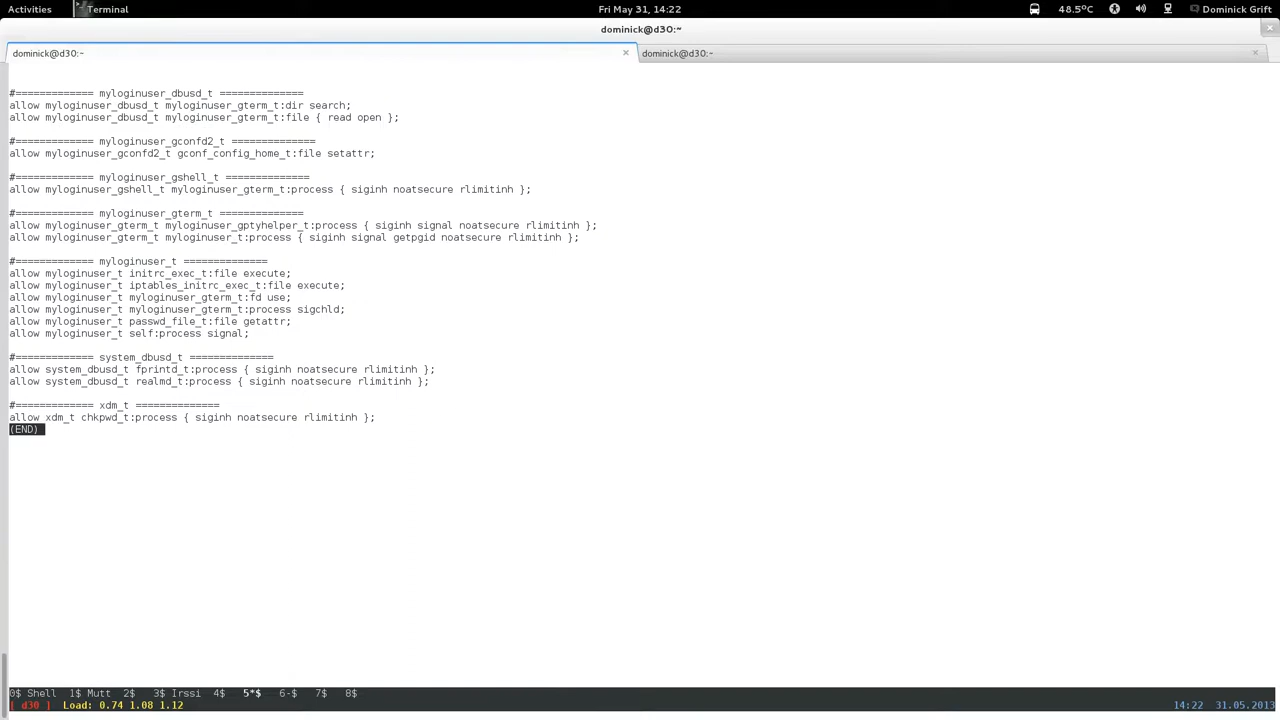 Activities Terminal Fri May 31, 14:22 48.5°C Dominick Grift
dominick@d30:~
dominick@d30:~ × dominick@d30:~ ×
#============= myloginuser_dbusd_t ==============
allow myloginuser_dbusd_t myloginuser_gterm_t:dir search;
allow myloginuser_dbusd_t myloginuser_gterm_t:file { read open };
#============= myloginuser_gconfd2_t ==============
allow myloginuser_gconfd2_t gconf_config_home_t:file setattr;
#============= myloginuser_gshell_t ==============
allow myloginuser_gshell_t myloginuser_gterm_t:process { siginh noatsecure rlimitinh };
#============= myloginuser_gterm_t ==============
allow myloginuser_gterm_t myloginuser_gptyhelper_t:process { siginh signal noatsecure rlimitinh };
allow myloginuser_gterm_t myloginuser_t:process { siginh signal getpgid noatsecure rlimitinh };
#============= myloginuser_t ==============
allow myloginuser_t initrc_exec_t:file execute;
allow myloginuser_t iptables_initrc_exec_t:file execute;
allow myloginuser_t myloginuser_gterm_t:fd use;
allow myloginuser_t myloginuser_gterm_t:process sigchld;
allow myloginuser_t passwd_file_t:file getattr;
allow myloginuser_t self:process signal;
#============= system_dbusd_t ==============
allow system_dbusd_t fprintd_t:process { siginh noatsecure rlimitinh };
allow system_dbusd_t realmd_t:process { siginh noatsecure rlimitinh };
#============= xdm_t ==============
allow xdm_t chkpwd_t:process { siginh noatsecure rlimitinh };
(END)
0$ Shell 1$ Mutt 2$ 3$ Irssi 4$ 5*$ 6-$ 7$ 8$
[ d30 ] Load: 0.74 1.08 1.12 14:22 31.05.2013